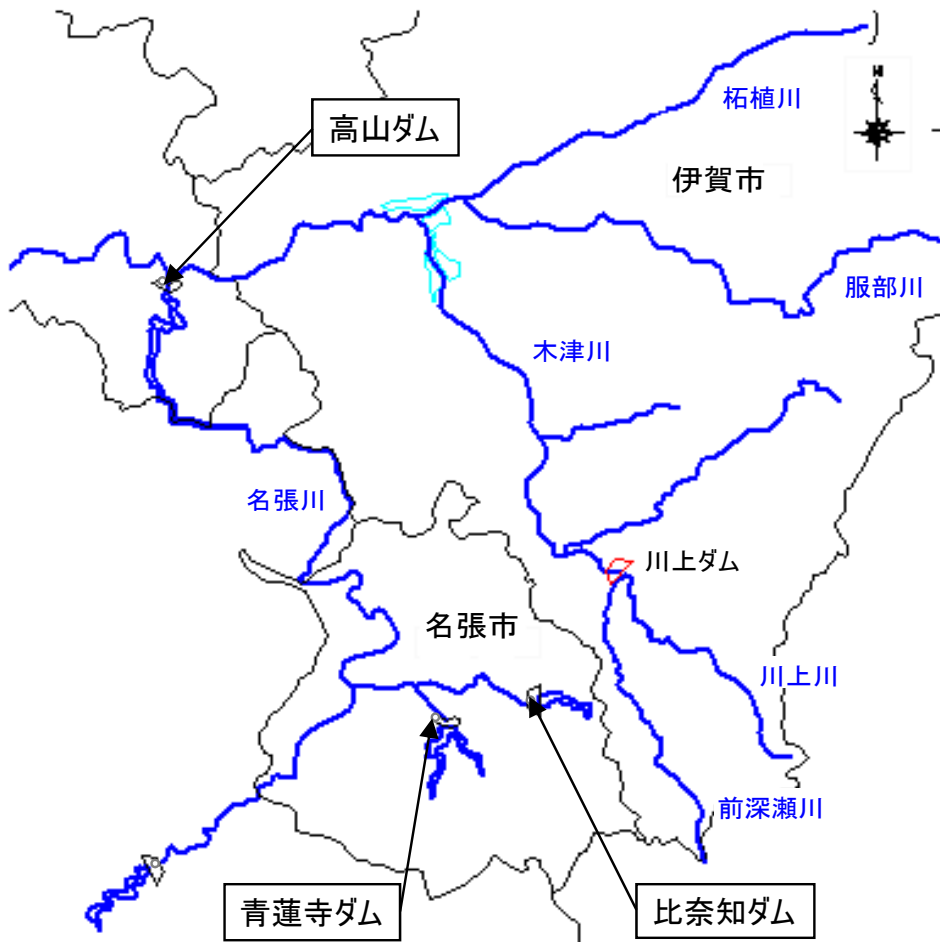 N
柘植川
高山ダム
伊賀市
服部川
木津川
名張川
川上ダム
名張市
川上川
前深瀬川
青蓮寺ダム
比奈知ダム